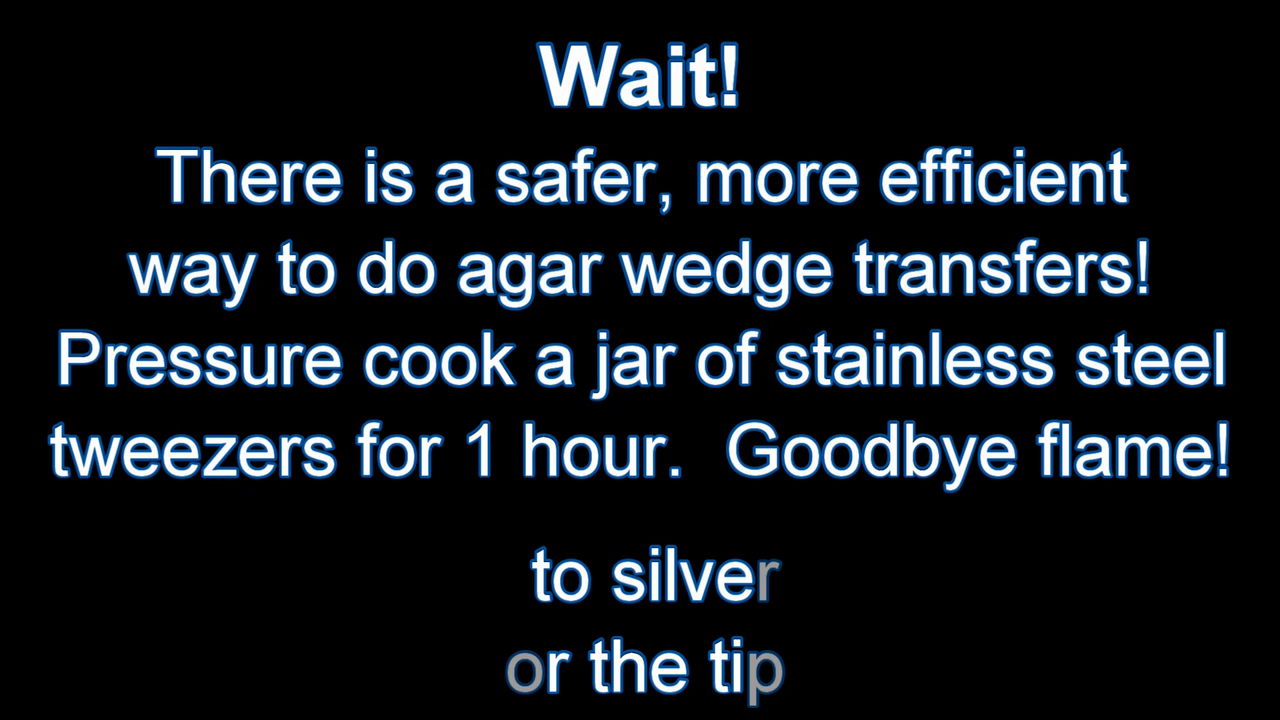 Wait!
There is a safer, more efficient
way to do agar wedge transfers!
Pressure cook a jar of stainless steel
tweezers for 1 hour.  Goodbye flame!
to silver
or the tip